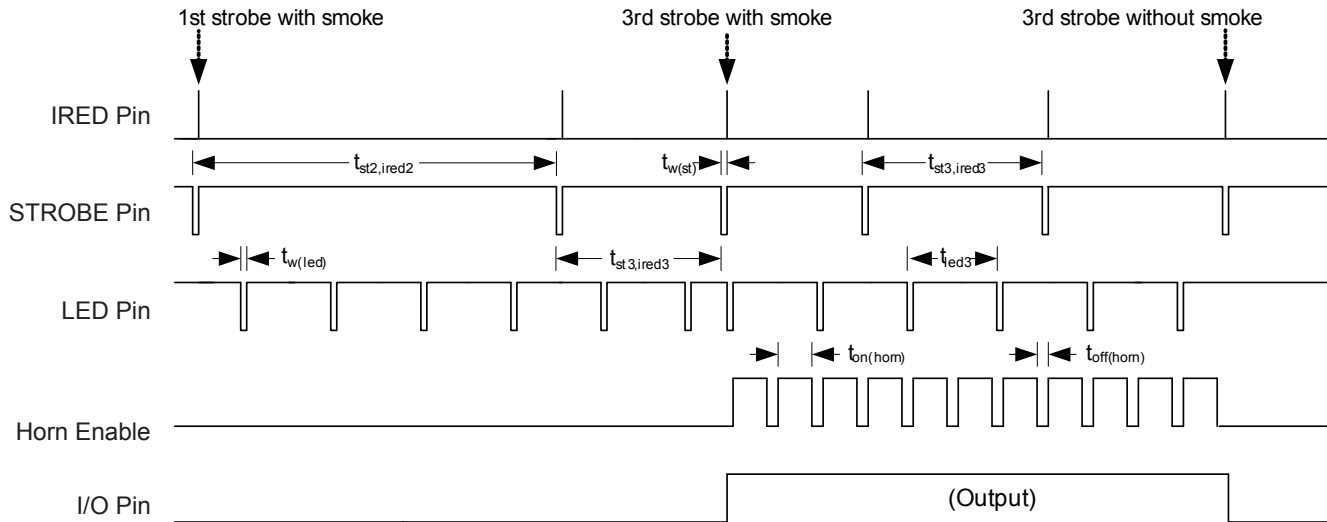 1st strobe with smoke
3rd strobe with smoke
3rd strobe without smoke
IRED Pin
tst2,ired2
tw(st)
tst3,ired3
STROBE Pin
tw(led)
tst3,ired3
tled3
LED Pin
ton(horn)
toff(horn)
Horn Enable
(Output)
I/O Pin